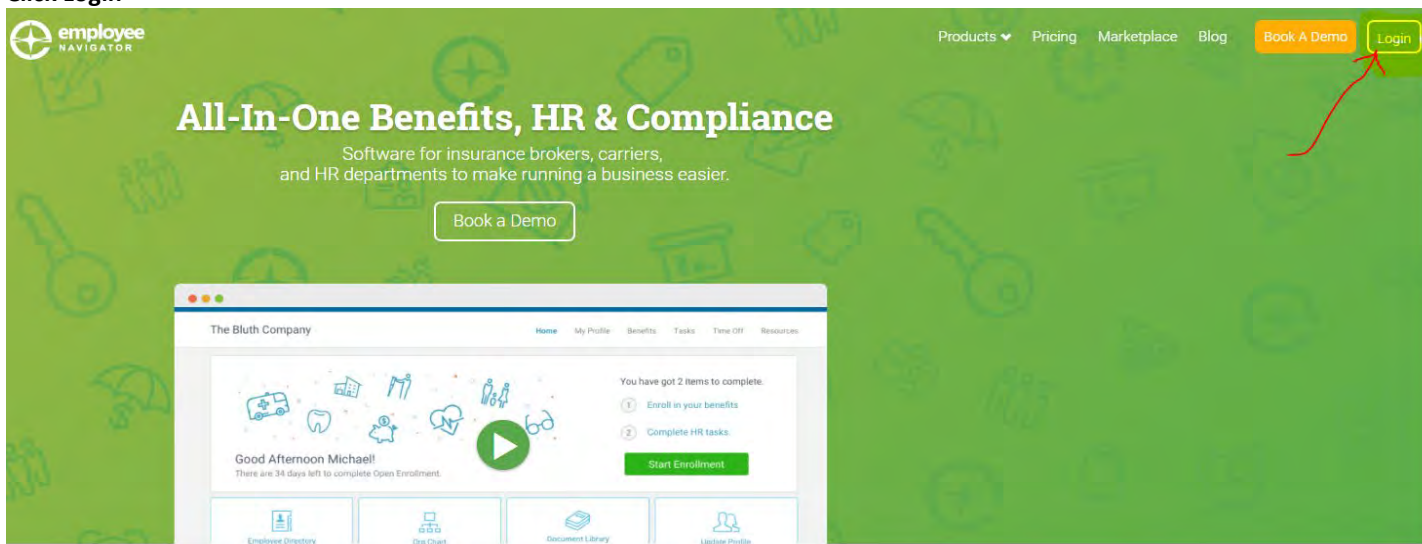 Click Login
employee
NAVIGATOR
Products Pricing Marketplace Blog Book A Demo Login
All-In-One Benefits, HR & Compliance
Software for insurance brokers, carriers,
and HR departments to make running a business easier.
Book a Demo
The Bluth Company Home My Profile Benefits Tasks Time Off Resources
You have got 2 items to complete.
1 Enroll in your benefits
2 Complete HR tasks.
Good Afternoon Michael!
There are 34 days left to complete Open Enrollment.
Start Enrollment
Employee Directory Org Chart Document Library Update Profile